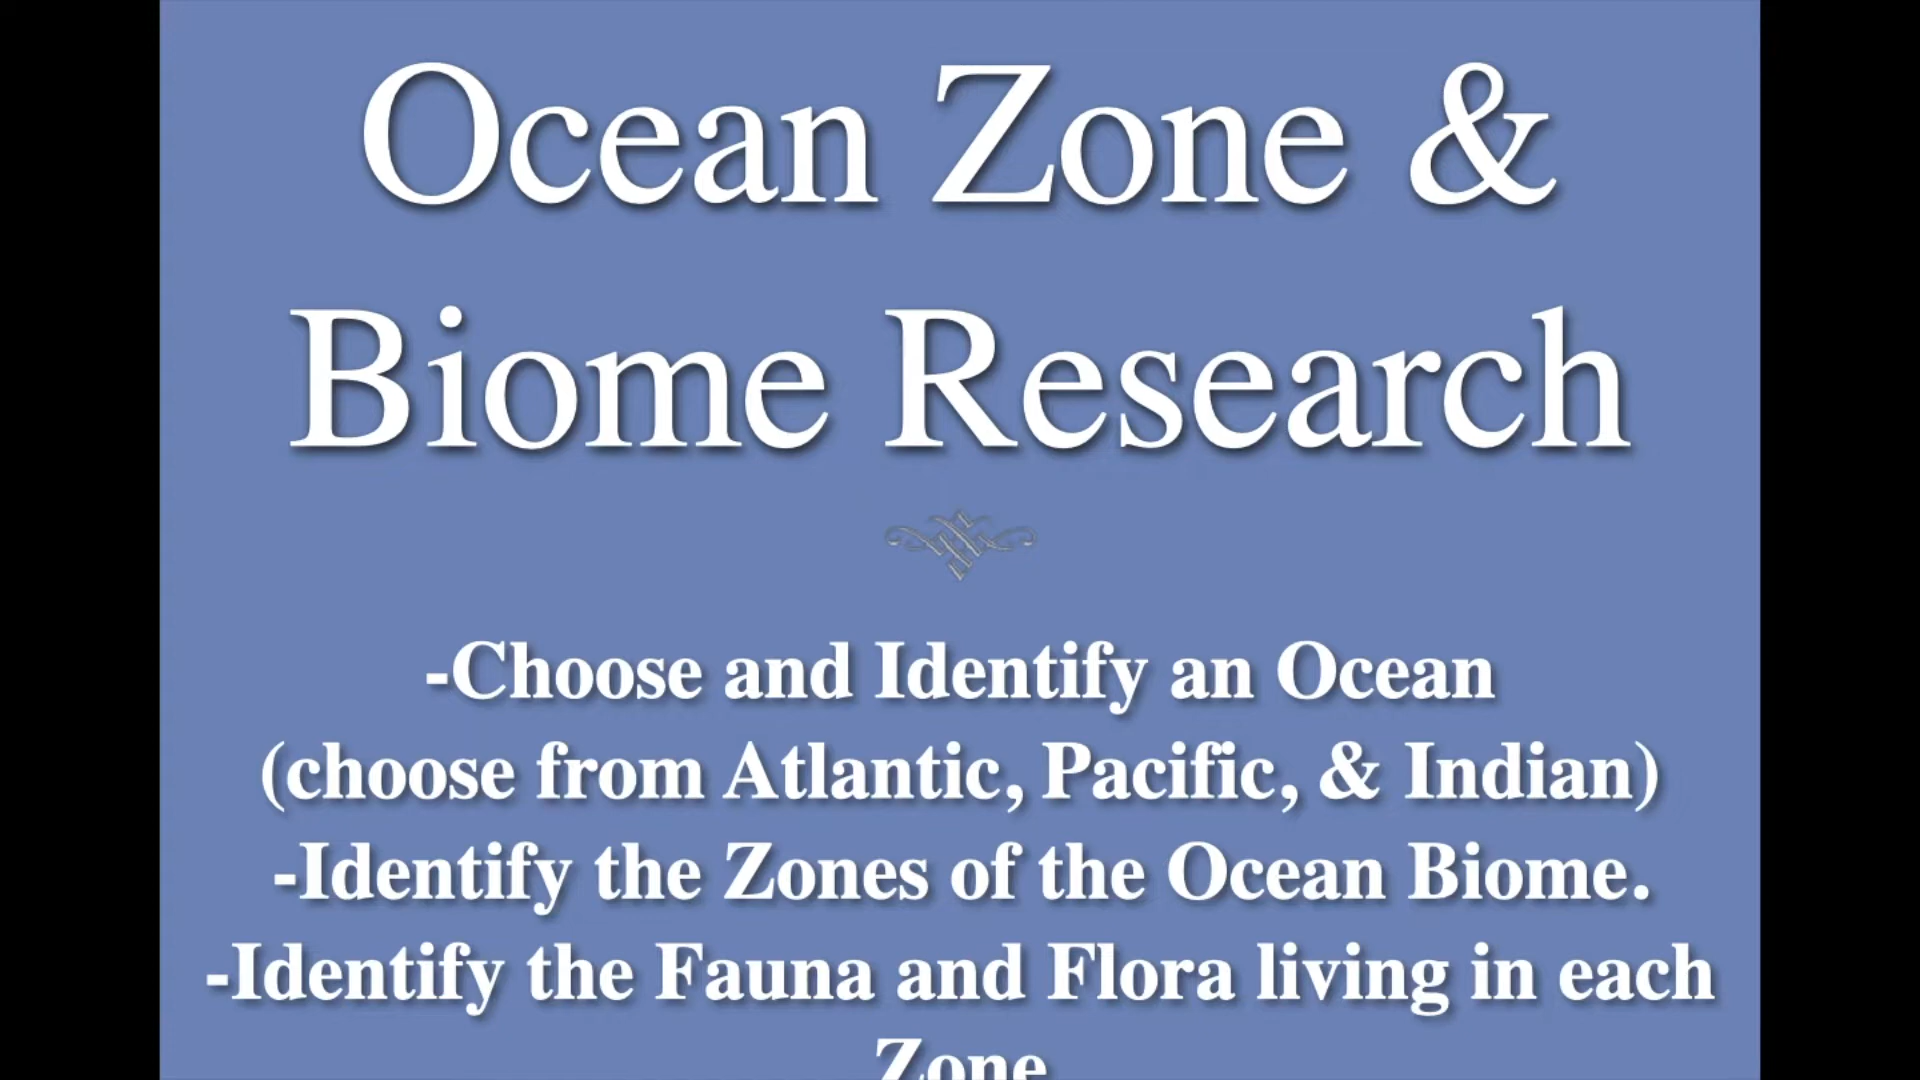 Ocean Zone &
Biome Research
-Choose and Identify an Ocean
(choose from Atlantic, Pacific, & Indian)
-Identify the Zones of the Ocean Biome.
-Identify the Fauna and Flora living in each
Zone